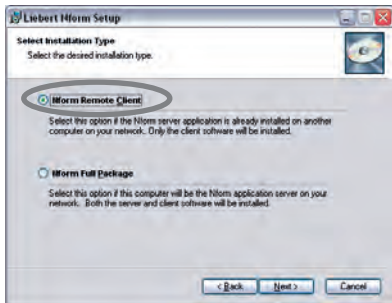 Liebert Nform Setup
Select Installation Type
Select the desired installation type.
Nform Remote Client
Select this option if the Nform server application is already installed on another
computer on your network. Only the client software will be installed.
Nform Full Package
Select this option if this computer will be the Nform application server on your
network. Both the server and client software will be installed.
< Back Next > Cancel